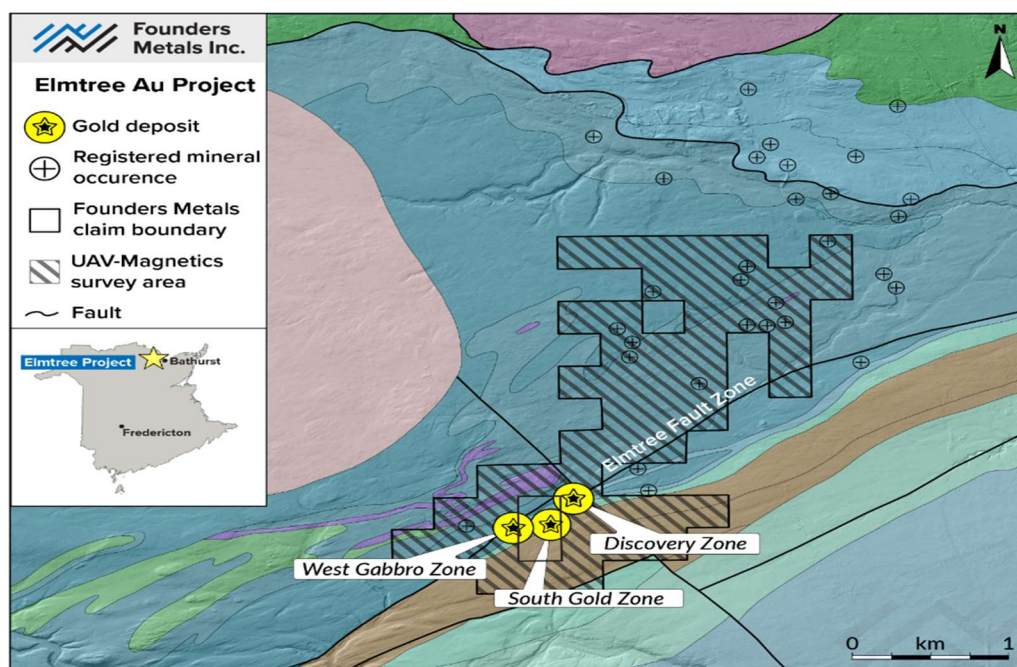 Founders
Metals Inc.
Elmtree Au Project
Gold deposit
Registered mineral
occurence
Founders Metals
claim boundary
UAV-Magnetics
survey area
Fault
Elmtree Project
Bathurst
Fredericton
N
Elmtree Fault Zone
Discovery Zone
West Gabbro Zone
South Gold Zone
0 km 1